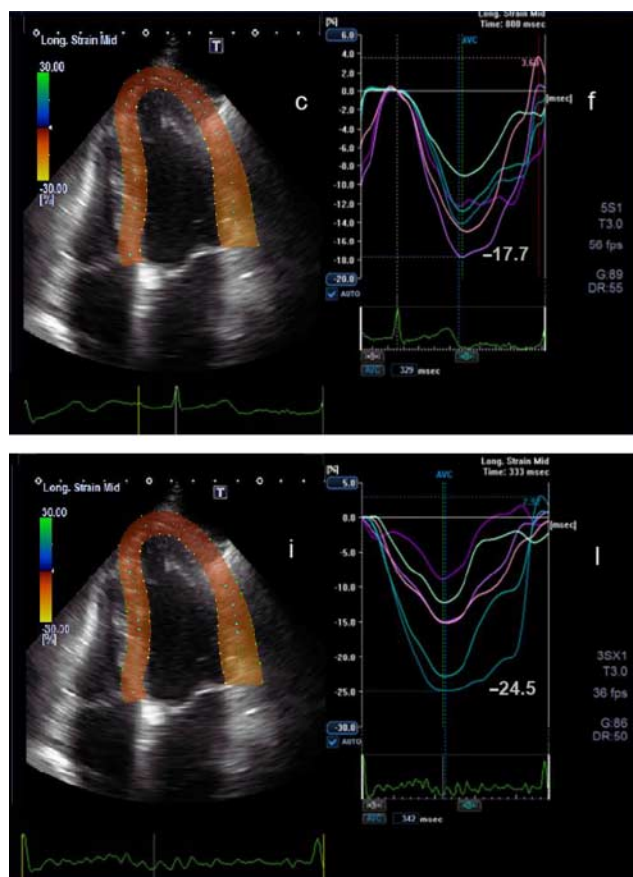 Long. Strain Mid
30.00
-30.00
[%]
T
c
[%]
Long. Strain Mid
Time: 800 msec
AVC
6.0
4.0
2.0
0.0
-2.0
-4.0
-6.0
-8.0
-10.0
-12.0
-14.0
-16.0
-18.0
-20.0
[msec]
f
−17.7
5S1
T3.0
56 fps
G:89
DR:55
AUTO
AVC 329 msec
Long. Strain Mid
30.00
-30.00
[%]
T
i
[%]
Long. Strain Mid
Time: 333 msec
AVC
5.0
0.0
-5.0
-10.0
-15.0
-20.0
-25.0
-30.0
[msec]
l
−24.5
3SX1
T3.0
36 fps
G:86
DR:50
AUTO
AVC 342 msec